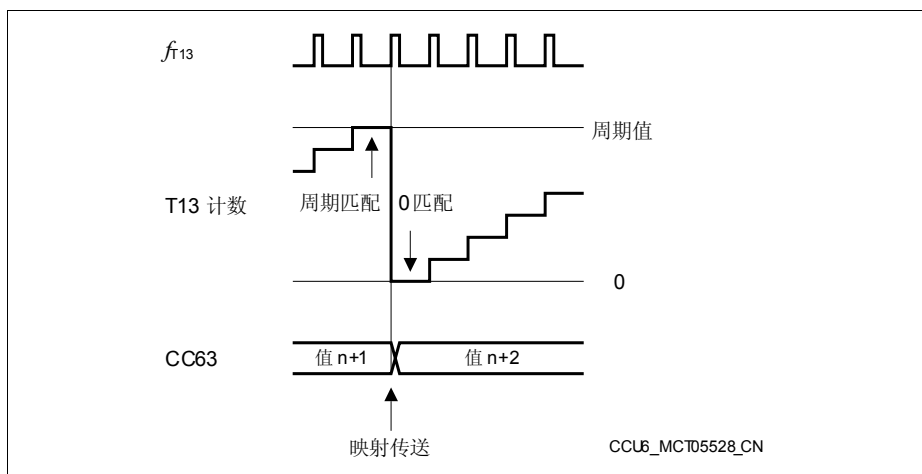 fT13
周期值
T13 计数
周期匹配
0 匹配
0
CC63
值 n+1
值 n+2
映射传送
CCU6_MCT05528_CN